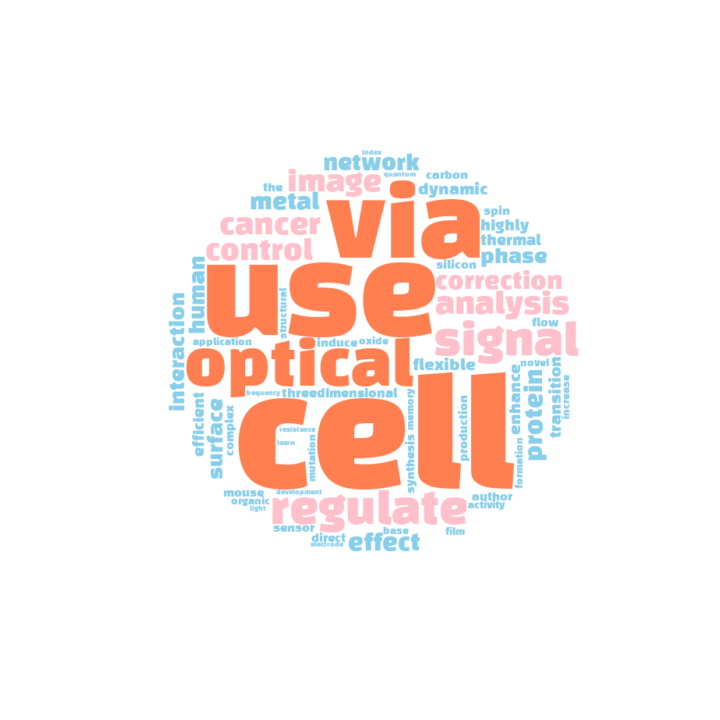 index
network
quantum
image
carbon
the
dynamic
metal
via
spin
cancer
highly
control
thermal
phase
human
use
silicon
correction
structural
analysis
interaction
signal
flow
application
induce
oxide
optical
flexible
novel
frequency
threedimensional
cell
memory
production
enhance
protein
transition
increase
efficient
surface
complex
resistance
learn
mutation
synthesis
formation
mouse
development
organic
light
regulate
author
activity
sensor
base
film
direct
electrode
effect